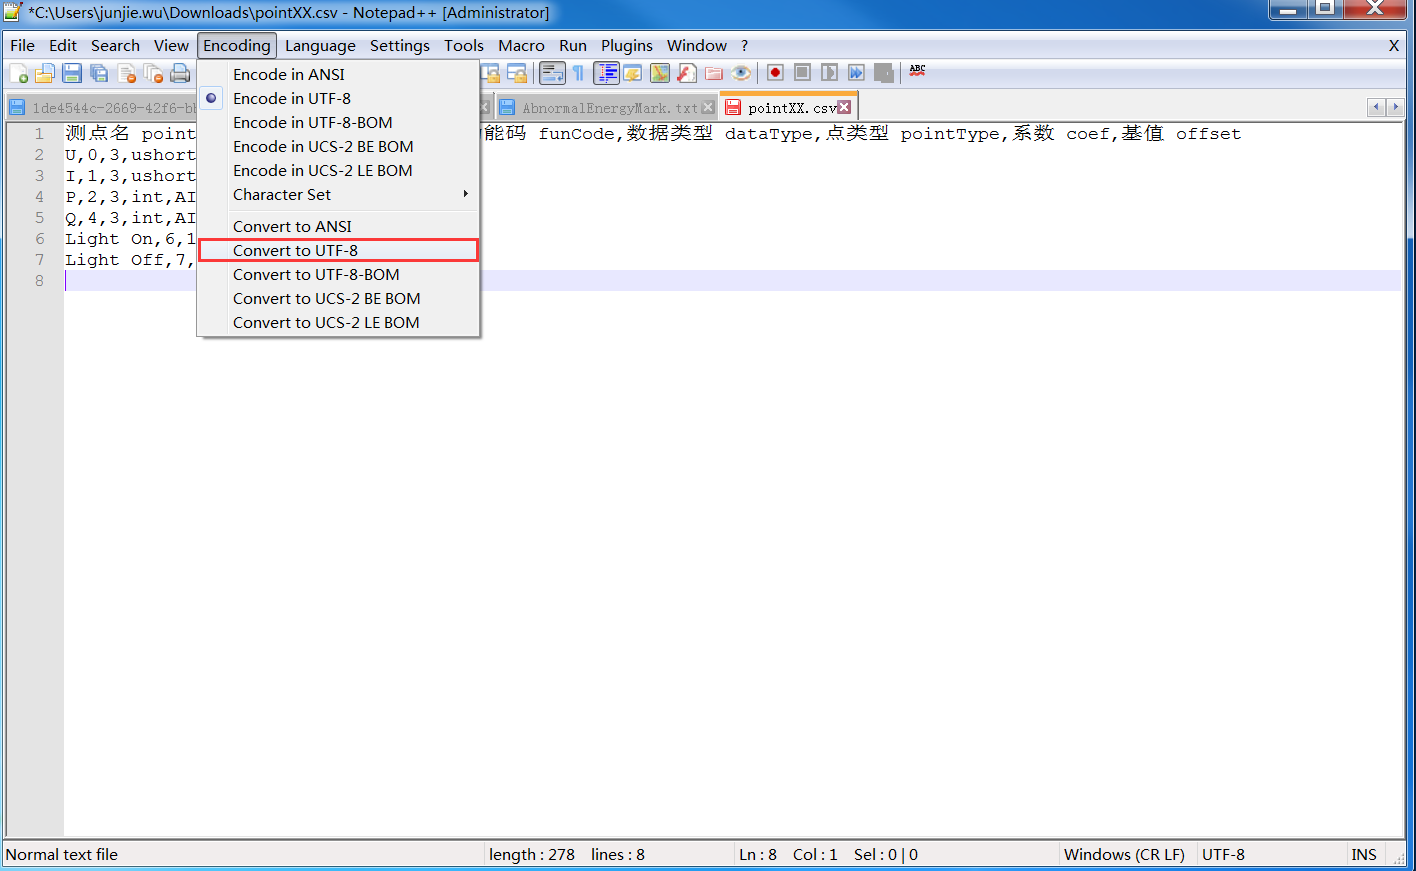 *C:\Users\junjie.wu\Downloads\pointXX.csv - Notepad++ [Administrator]
File Edit Search View Encoding Language Settings Tools Macro Run Plugins Window ? X
ABC
1de4544c-2669-42f6-b AbnormalEnergyMark.txt pointXX.csv
Encode in ANSI
Encode in UTF-8
Encode in UTF-8-BOM
Encode in UCS-2 BE BOM
Encode in UCS-2 LE BOM
Character Set
Convert to ANSI
Convert to UTF-8
Convert to UTF-8-BOM
Convert to UCS-2 BE BOM
Convert to UCS-2 LE BOM
1 测点名 point 能码 funCode,数据类型 dataType,点类型 pointType,系数 coef,基值 offset
2 U,0,3,ushort
3 I,1,3,ushort
4 P,2,3,int,AI
5 Q,4,3,int,AI
6 Light On,6,1
7 Light Off,7,
8
Normal text file length : 278 lines : 8 Ln : 8 Col : 1 Sel : 0 | 0 Windows (CR LF) UTF-8 INS